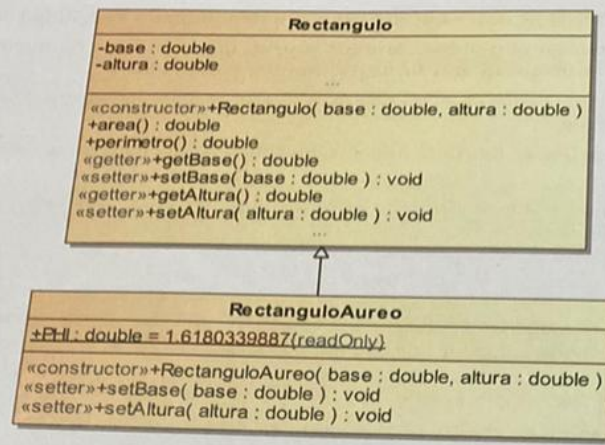 Rectangulo
-base : double
-altura : double
...
«constructor»+Rectangulo( base : double, altura : double )
+area() : double
+perimetro() : double
«getter»+getBase() : double
«setter»+setBase( base : double ) : void
«getter»+getAltura() : double
«setter»+setAltura( altura : double ) : void
...
RectanguloAureo
+PHI : double = 1.6180339887{readOnly}
«constructor»+RectanguloAureo( base : double, altura : double )
«setter»+setBase( base : double ) : void
«setter»+setAltura( altura : double ) : void